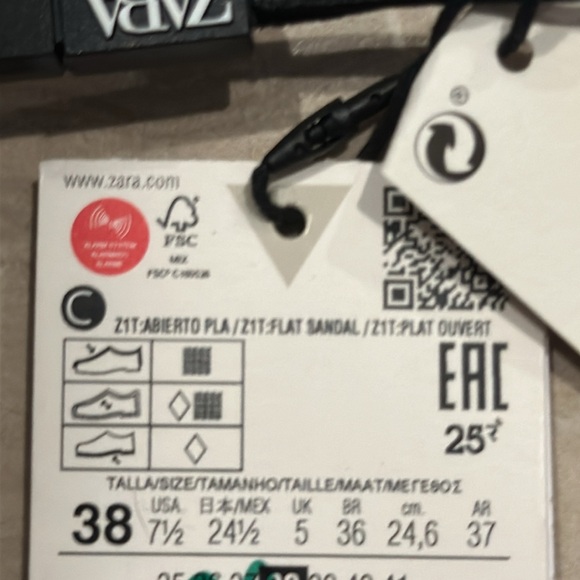 ZARA
www.zara.com
FSC
MIX
C
Z1T:ABIERTO PLA / Z1T:FLAT SANDAL / Z1T:PLAT OUVERT
EAC
25
TALLA/SIZE/TAMANHO/TAILLE/MAAT/ΜΕΓΕΘΟΣ
USA 日本/MEX UK BR cm. AR
38 7½ 24½ 5 36 24,6 37